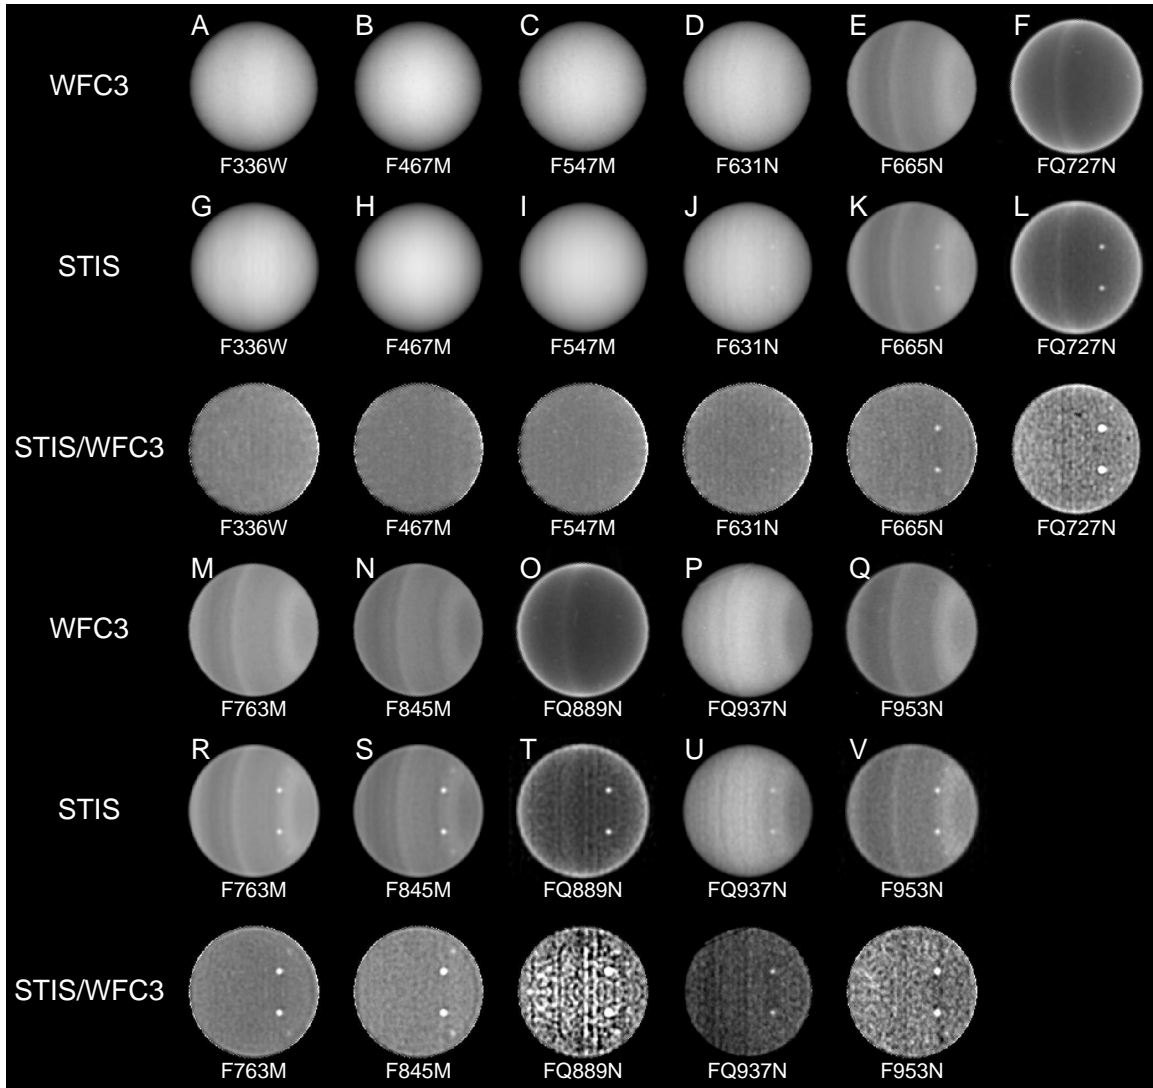 A B C D E F
WFC3
F336W F467M F547M F631N F665N FQ727N
G H I J K L
STIS
F336W F467M F547M F631N F665N FQ727N
STIS/WFC3
F336W F467M F547M F631N F665N FQ727N
M N O P Q
WFC3
F763M F845M FQ889N FQ937N F953N
R S T U V
STIS
F763M F845M FQ889N FQ937N F953N
STIS/WFC3
F763M F845M FQ889N FQ937N F953N